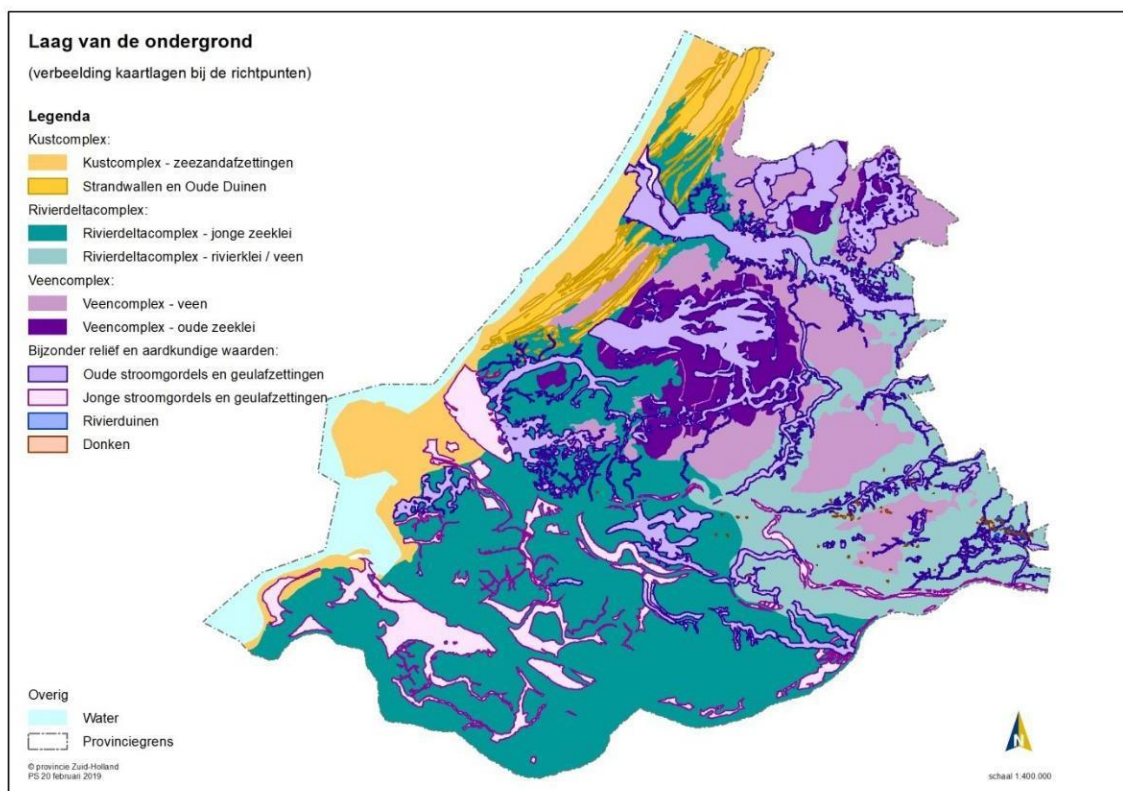 Laag van de ondergrond
(verbeelding kaartlagen bij de richtpunten)
Legenda
Kustcomplex:
Kustcomplex - zeezandafzettingen
Strandwallen en Oude Duinen
Rivierdeltacomplex:
Rivierdeltacomplex - jonge zeeklei
Rivierdeltacomplex - rivierklei / veen
Veencomplex:
Veencomplex - veen
Veencomplex - oude zeeklei
Bijzonder reliëf en aardkundige waarden:
Oude stroomgordels en geulafzettingen
Jonge stroomgordels en geulafzettingen
Rivierduinen
Donken
Overig
Water
Provinciegrens
© provincie Zuid-Holland
PS 20 februari 2019
N
schaal 1:400.000